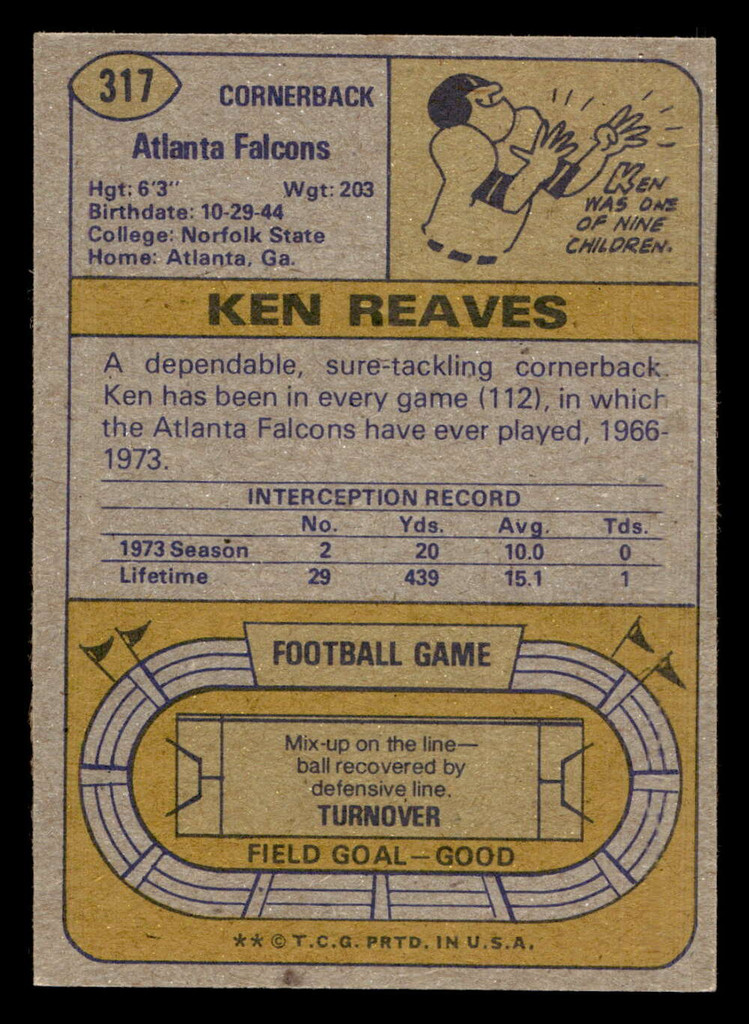 317
CORNERBACK
Atlanta Falcons
Hgt: 6'3" Wgt: 203
Birthdate: 10-29-44
College: Norfolk State
Home: Atlanta, Ga.
KEN
WAS ONE
OF NINE
CHILDREN.
KEN REAVES
A dependable, sure-tackling cornerback.
Ken has been in every game (112), in which
the Atlanta Falcons have ever played, 1966-
1973.
INTERCEPTION RECORD
No. Yds. Avg. Tds.
1973 Season 2 20 10.0 0
Lifetime 29 439 15.1 1
FOOTBALL GAME
Mix-up on the line—
ball recovered by
defensive line.
TURNOVER
FIELD GOAL—GOOD
** © T.C.G. PRTD. IN U.S.A.